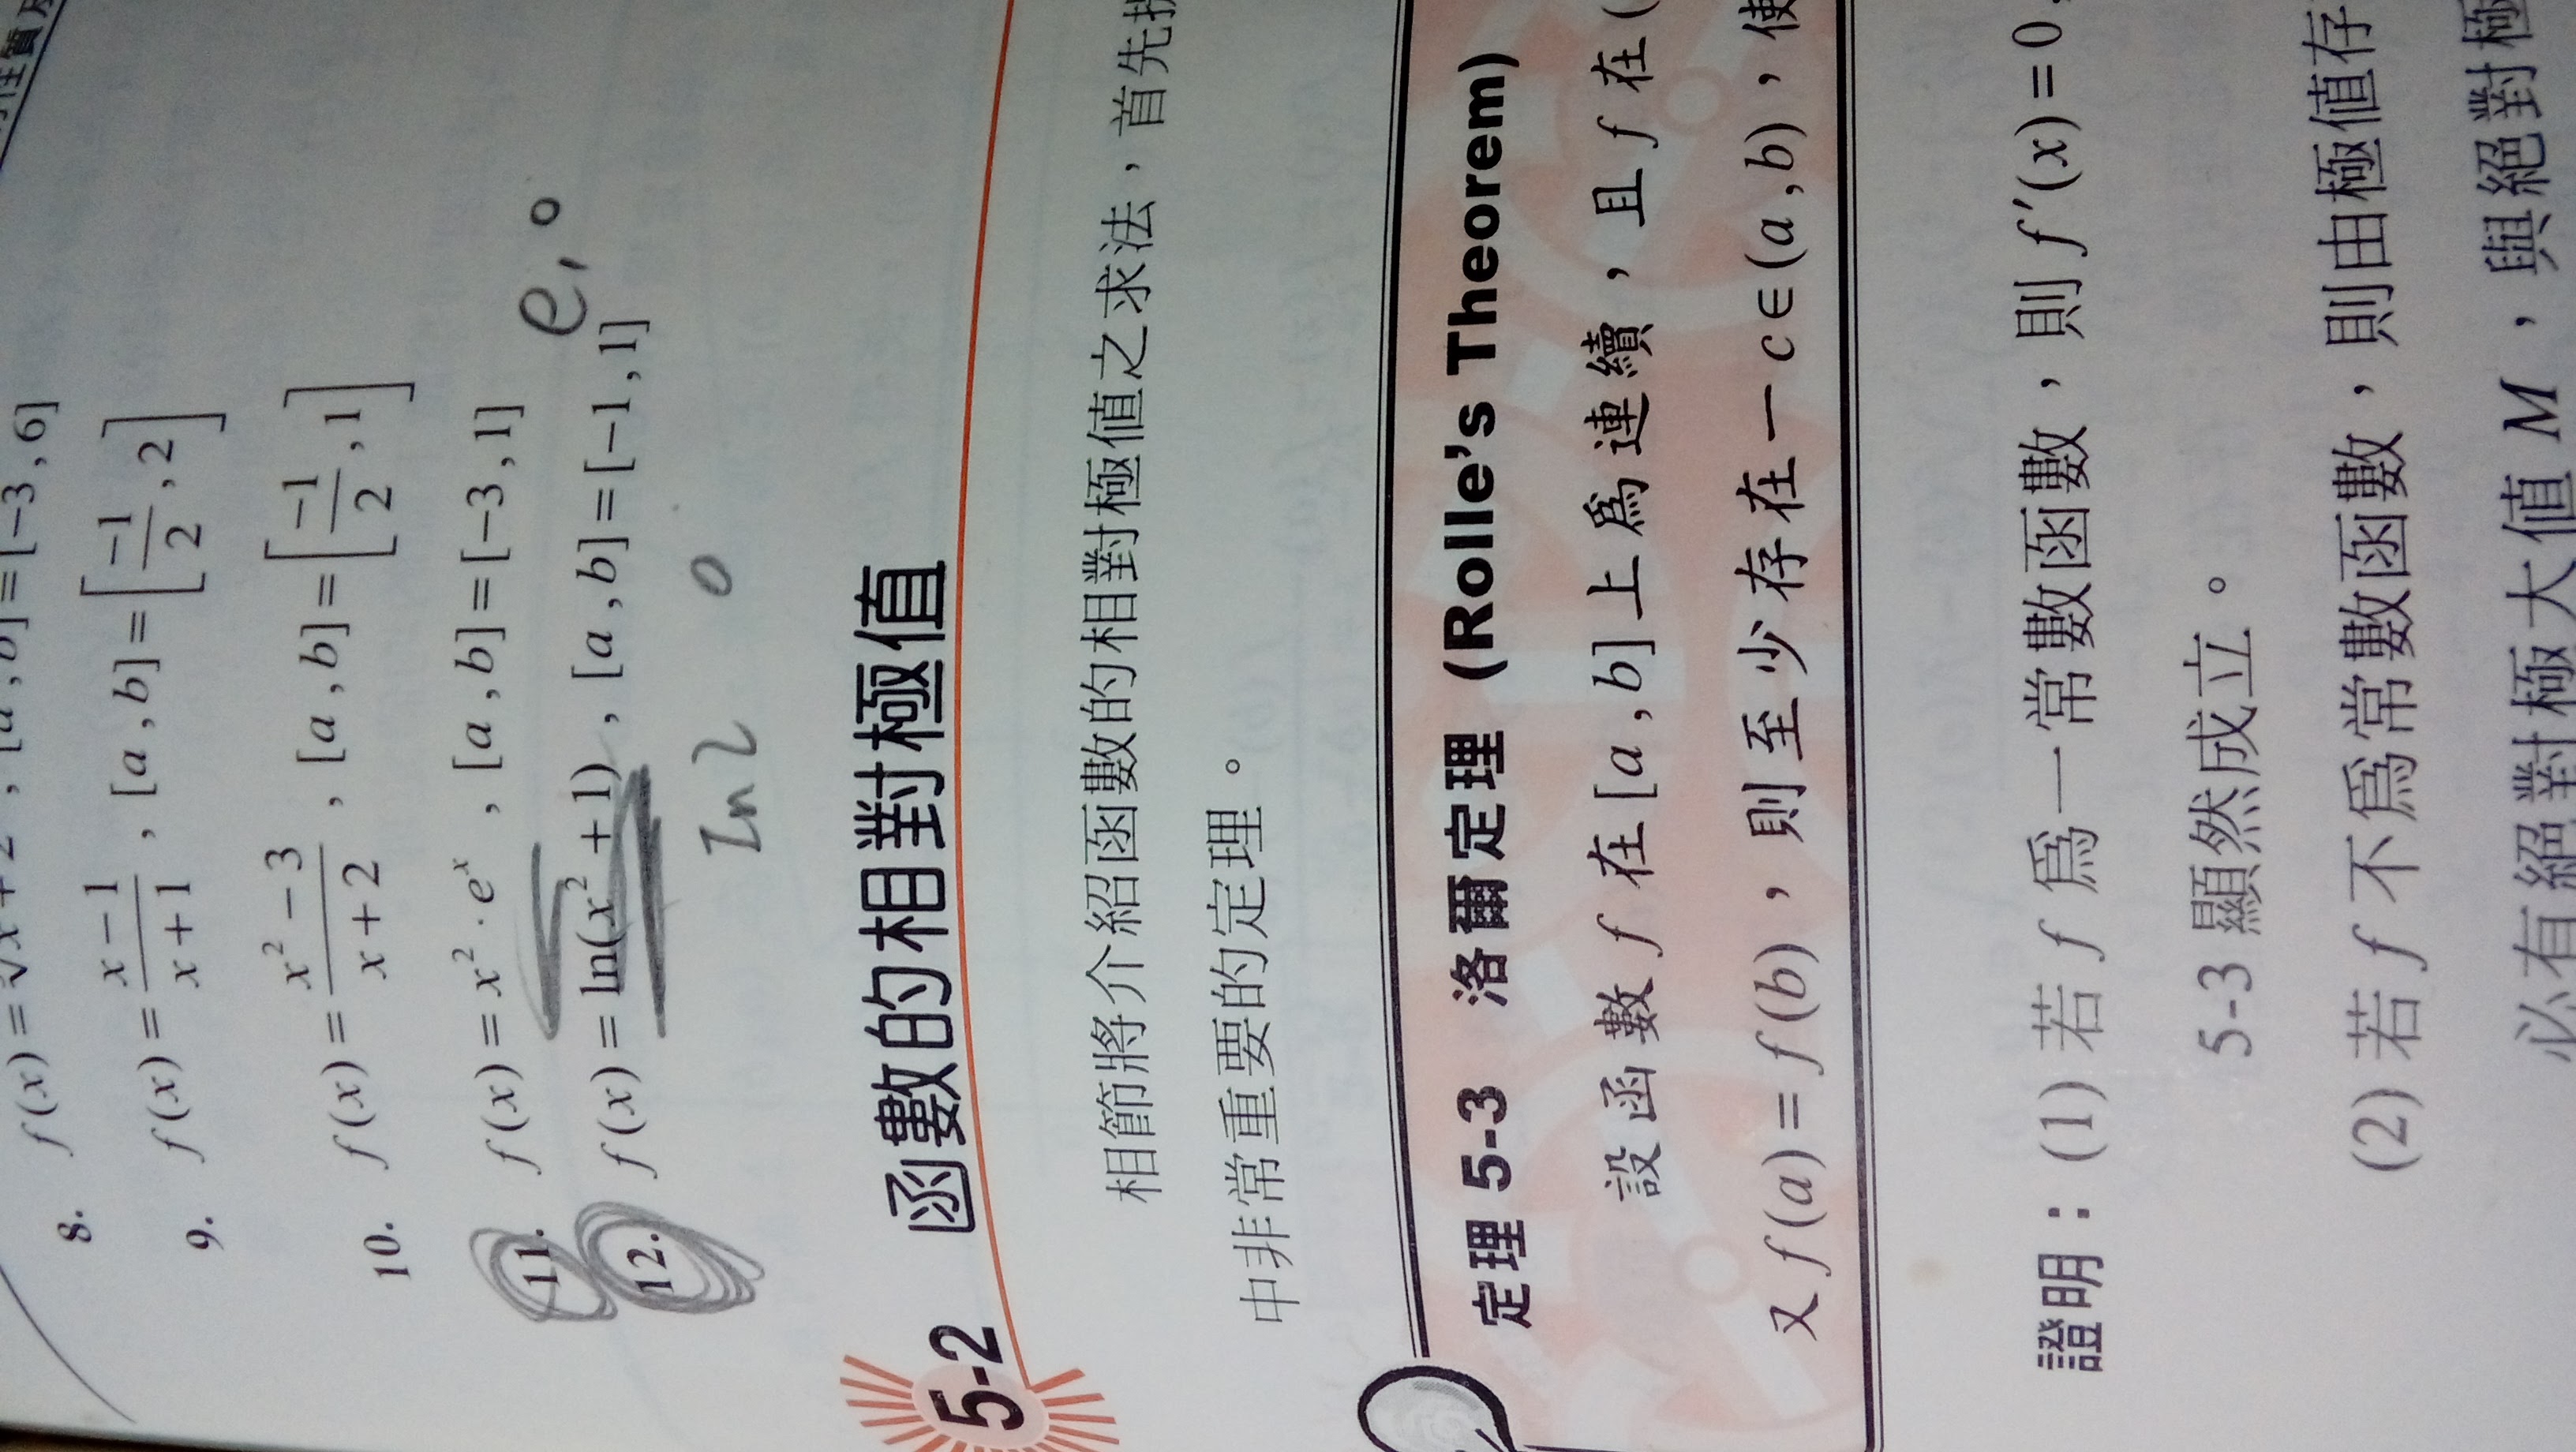 8. f(x) = √x+2 , [a , b] = [−3 , 6]
9. f(x) = \frac{x−1}{x+1} , [a , b] = [\frac{−1}{2} , 2]
10. f(x) = \frac{x²−3}{x+2} , [a , b] = [\frac{−1}{2} , 1]
11. f(x) = x² · eˣ , [a , b] = [−3 , 1] e, 0
12. f(x) = ln(x²+1) , [a , b] = [−1 , 1]
ln2 0
5-2 函數的相對極值
相節將介紹函數的相對極值之求法，首先
中非常重要的定理。
定理 5-3 洛爾定理 (Rolle's Theorem)
設函數 f 在 [a , b] 上為連續，且 f 在 (
又 f(a) = f(b)，則至少存在一 c∈(a , b)，使
證明：(1) 若 f 為一常數函數，則 f′(x) = 0
5-3 顯然成立。
(2) 若 f 不為常數函數，則由極值存
必有絕對極大值 M，與絕對極